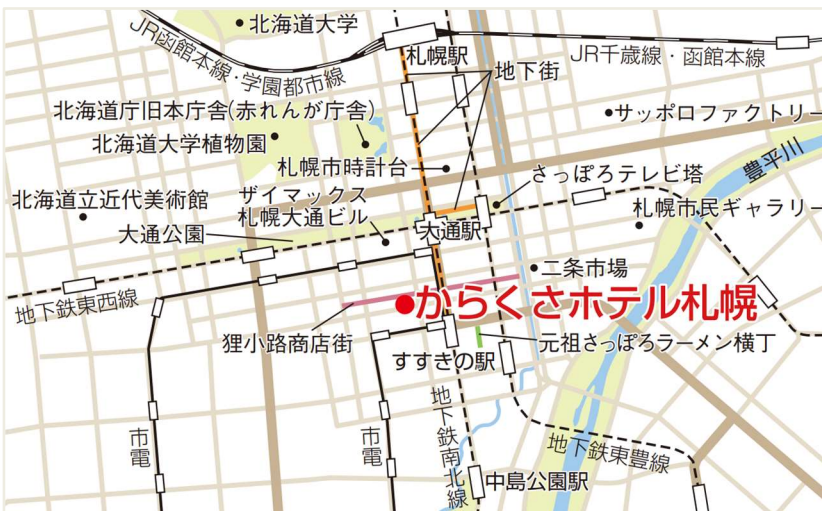 北海道大学
JR函館本線・学園都市線
札幌駅
JR千歳線・函館本線
地下街
北海道庁旧本庁舎(赤れんが庁舎)
サッポロファクトリー
北海道大学植物園
札幌市時計台
さっぽろテレビ塔
豊平川
北海道立近代美術館
ザイマックス
札幌大通ビル
札幌市民ギャラリー
大通公園
大通駅
二条市場
地下鉄東西線
からくさホテル札幌
狸小路商店街
元祖さっぽろラーメン横丁
すすきの駅
市電
市電
地下鉄南北線
地下鉄東豊線
中島公園駅